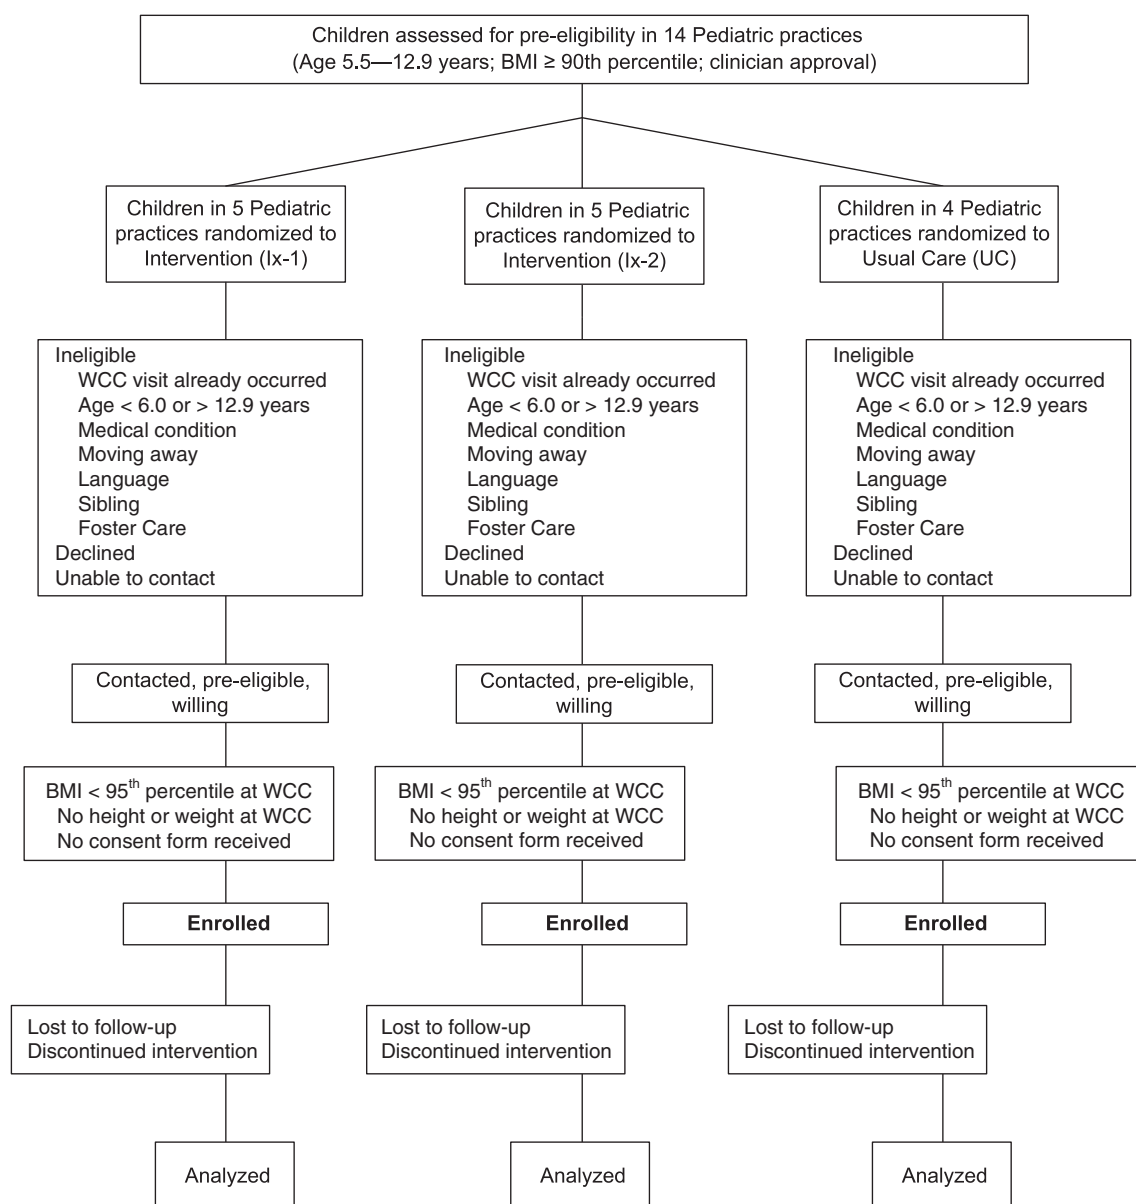 Children assessed for pre-eligibility in 14 Pediatric practices
(Age 5.5—12.9 years; BMI ≥ 90th percentile; clinician approval)
Children in 5 Pediatric
practices randomized to
Intervention (Ix-1)
Children in 5 Pediatric
practices randomized to
Intervention (Ix-2)
Children in 4 Pediatric
practices randomized to
Usual Care (UC)
Ineligible
WCC visit already occurred
Age < 6.0 or > 12.9 years
Medical condition
Moving away
Language
Sibling
Foster Care
Declined
Unable to contact
Ineligible
WCC visit already occurred
Age < 6.0 or > 12.9 years
Medical condition
Moving away
Language
Sibling
Foster Care
Declined
Unable to contact
Ineligible
WCC visit already occurred
Age < 6.0 or > 12.9 years
Medical condition
Moving away
Language
Sibling
Foster Care
Declined
Unable to contact
Contacted, pre-eligible,
willing
Contacted, pre-eligible,
willing
Contacted, pre-eligible,
willing
BMI < 95th percentile at WCC
No height or weight at WCC
No consent form received
BMI < 95th percentile at WCC
No height or weight at WCC
No consent form received
BMI < 95th percentile at WCC
No height or weight at WCC
No consent form received
Enrolled
Enrolled
Enrolled
Lost to follow-up
Discontinued intervention
Lost to follow-up
Discontinued intervention
Lost to follow-up
Discontinued intervention
Analyzed
Analyzed
Analyzed